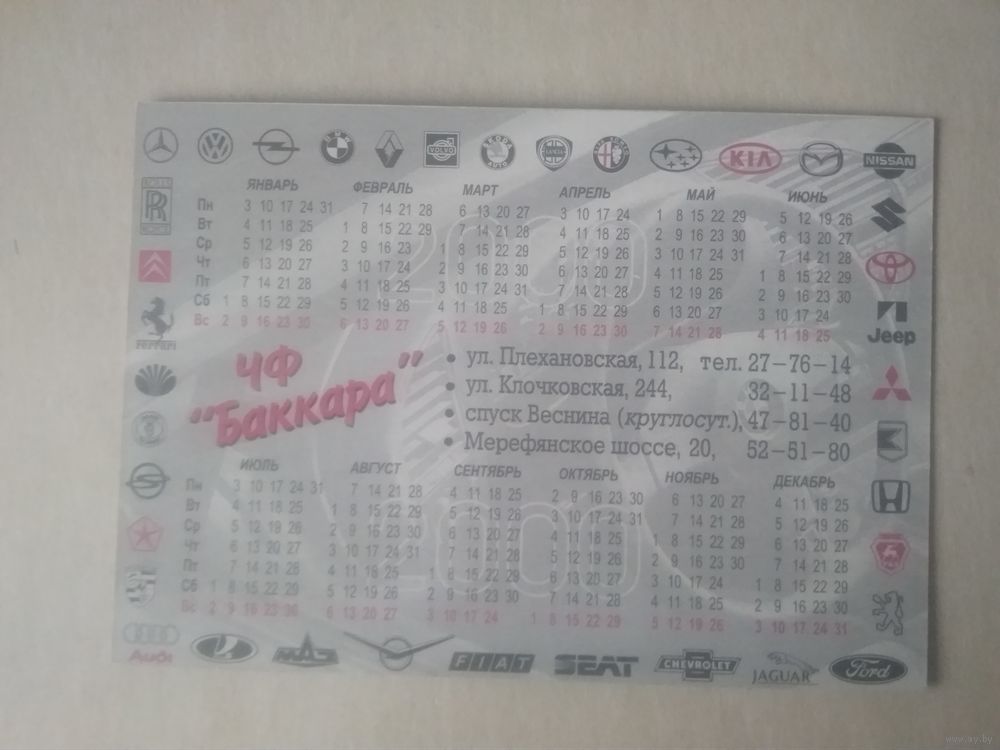 VOLVO
ŠKODA
AUTO
LANCIA
KIA
NISSAN
ЯНВАРЬ ФЕВРАЛЬ МАРТ АПРЕЛЬ МАЙ ИЮНЬ
Пн 3 10 17 24 31 7 14 21 28 6 13 20 27 3 10 17 24 1 8 15 22 29 5 12 19 26
Вт 4 11 18 25 1 8 15 22 29 7 14 21 28 4 11 18 25 2 9 16 23 30 6 13 20 27
Ср 5 12 19 26 2 9 16 23 1 8 15 22 29 5 12 19 26 3 10 17 24 31 7 14 21 28
Чт 6 13 20 27 3 10 17 24 2 9 16 23 30 6 13 20 27 4 11 18 25 1 8 15 22 29
Пт 7 14 21 28 4 11 18 25 3 10 17 24 31 7 14 21 28 5 12 19 26 2 9 16 23 30
Сб 1 8 15 22 29 5 12 19 26 4 11 18 25 1 8 15 22 29 6 13 20 27 3 10 17 24
Вс 2 9 16 23 30 6 13 20 27 5 12 19 26 2 9 16 23 30 7 14 21 28 4 11 18 25
2000
FERRARI
Jeep
ЧФ
"Баккара"
• ул. Плехановская, 112, тел. 27-76-14
• ул. Клочковская, 244, 32-11-48
• спуск Веснина (круглосут.), 47-81-40
• Мерефянское шоссе, 20, 52-51-80
ИЮЛЬ АВГУСТ СЕНТЯБРЬ ОКТЯБРЬ НОЯБРЬ ДЕКАБРЬ
Пн 3 10 17 24 31 7 14 21 28 4 11 18 25 2 9 16 23 30 6 13 20 27 4 11 18 25
Вт 4 11 18 25 1 8 15 22 29 5 12 19 26 3 10 17 24 31 7 14 21 28 5 12 19 26
Ср 5 12 19 26 2 9 16 23 30 6 13 20 27 4 11 18 25 1 8 15 22 29 6 13 20 27
Чт 6 13 20 27 3 10 17 24 31 7 14 21 28 5 12 19 26 2 9 16 23 30 7 14 21 28
Пт 7 14 21 28 4 11 18 25 1 8 15 22 29 6 13 20 27 3 10 17 24 1 8 15 22 29
Сб 1 8 15 22 29 5 12 19 26 2 9 16 23 30 7 14 21 28 4 11 18 25 2 9 16 23 30
Вс 2 9 16 23 30 6 13 20 27 3 10 17 24 1 8 15 22 29 5 12 19 26 3 10 17 24 31
2000
Audi
МАЗ
FIAT
SEAT
CHEVROLET
JAGUAR
Ford
www.ay.by